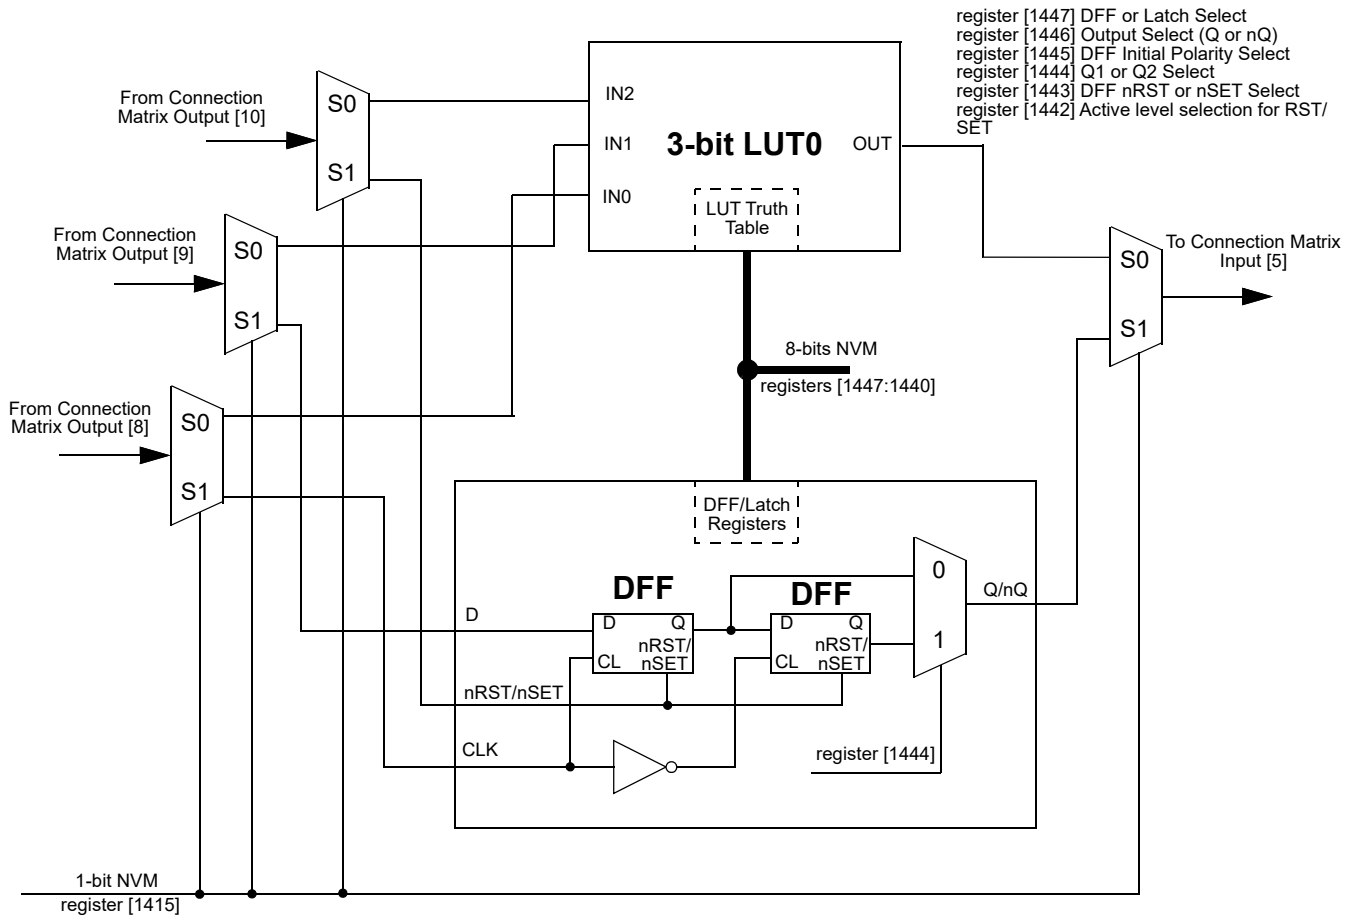 register [1447] DFF or Latch Select
register [1446] Output Select (Q or nQ)
register [1445] DFF Initial Polarity Select
register [1444] Q1 or Q2 Select
register [1443] DFF nRST or nSET Select
register [1442] Active level selection for RST/
SET
From Connection
Matrix Output [10]
S0
S1
IN2
IN1
IN0
3-bit LUT0
OUT
LUT Truth
Table
From Connection
Matrix Output [9]
S0
S1
To Connection Matrix
Input [5]
S0
S1
8-bits NVM
registers [1447:1440]
From Connection
Matrix Output [8]
S0
S1
DFF/Latch
Registers
DFF
D
Q
nRST/
nSET
CL
DFF
D
Q
nRST/
nSET
CL
0
1
Q/nQ
D
nRST/nSET
CLK
register [1444]
1-bit NVM
register [1415]